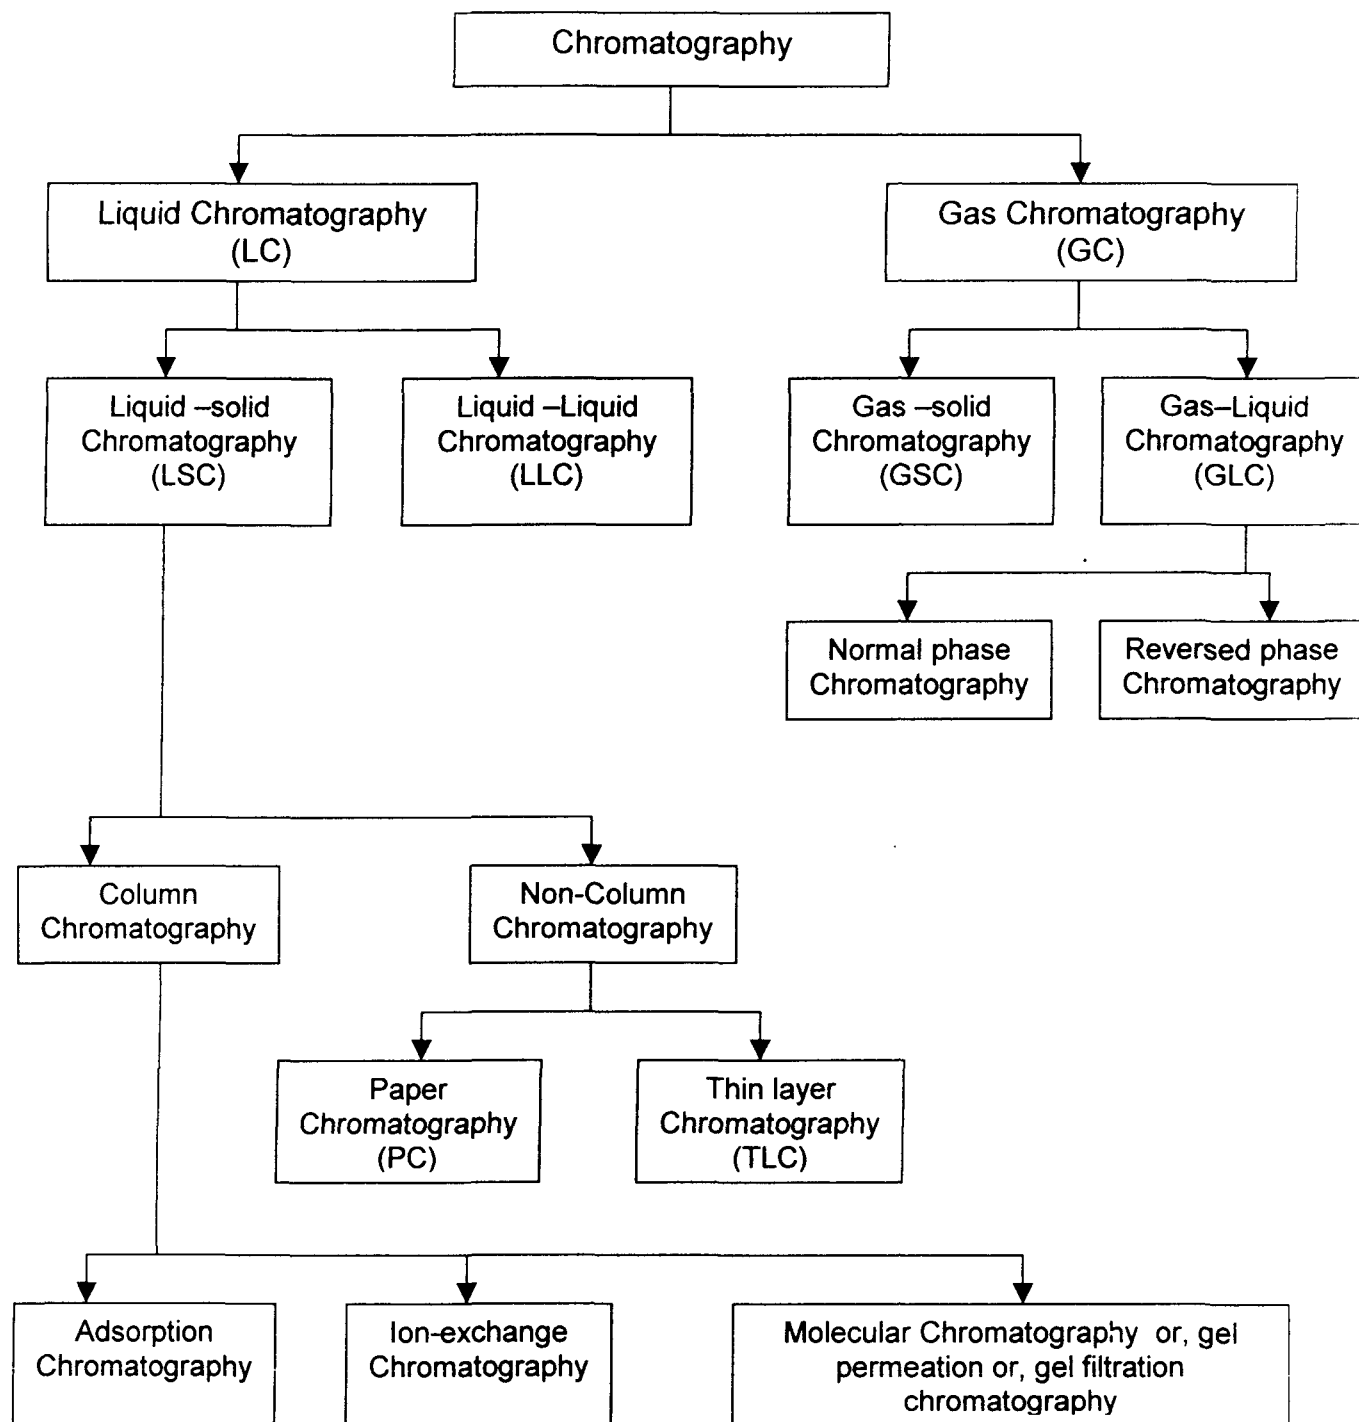 Chromatography
Liquid Chromatography
(LC)
Gas Chromatography
(GC)
Liquid –solid
Chromatography
(LSC)
Liquid –Liquid
Chromatography
(LLC)
Gas –solid
Chromatography
(GSC)
Gas–Liquid
Chromatography
(GLC)
Normal phase
Chromatography
Reversed phase
Chromatography
Column
Chromatography
Non-Column
Chromatography
Paper
Chromatography
(PC)
Thin layer
Chromatography
(TLC)
Adsorption
Chromatography
Ion-exchange
Chromatography
Molecular Chromatography or, gel
permeation or, gel filtration
chromatography